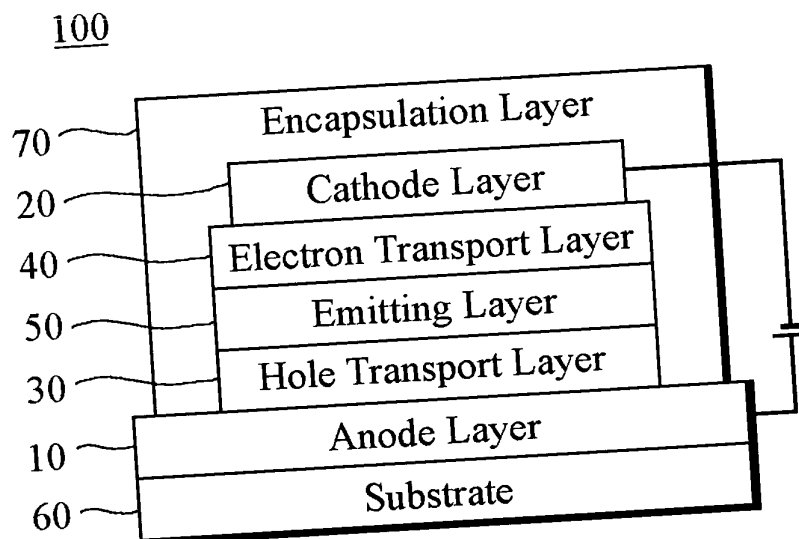 100
70 Encapsulation Layer
20 Cathode Layer
40 Electron Transport Layer
50 Emitting Layer
30 Hole Transport Layer
10 Anode Layer
60 Substrate